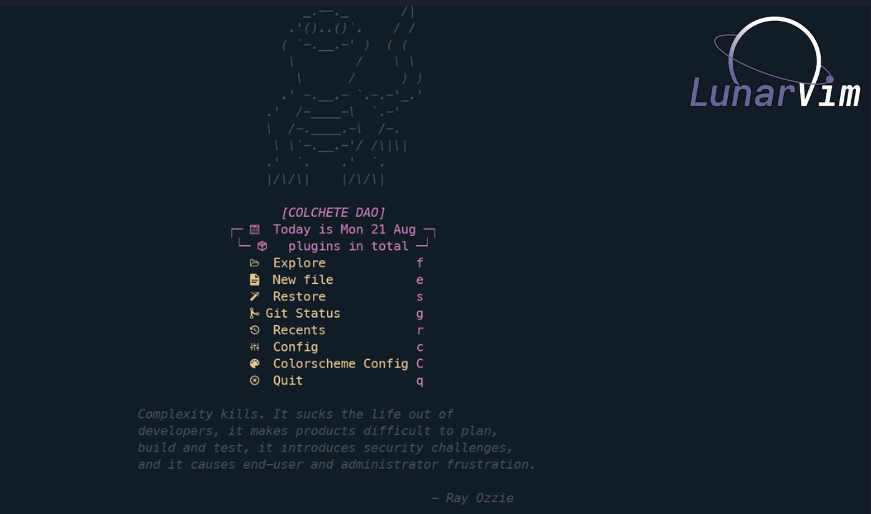 LunarVim
[COLCHETE DAO]
Today is Mon 21 Aug
plugins in total
Explore f
New file e
Restore s
Git Status g
Recents r
Config c
Colorscheme Config C
Quit q
Complexity kills. It sucks the life out of
developers, it makes products difficult to plan,
build and test, it introduces security challenges,
and it causes end-user and administrator frustration.
- Ray Ozzie